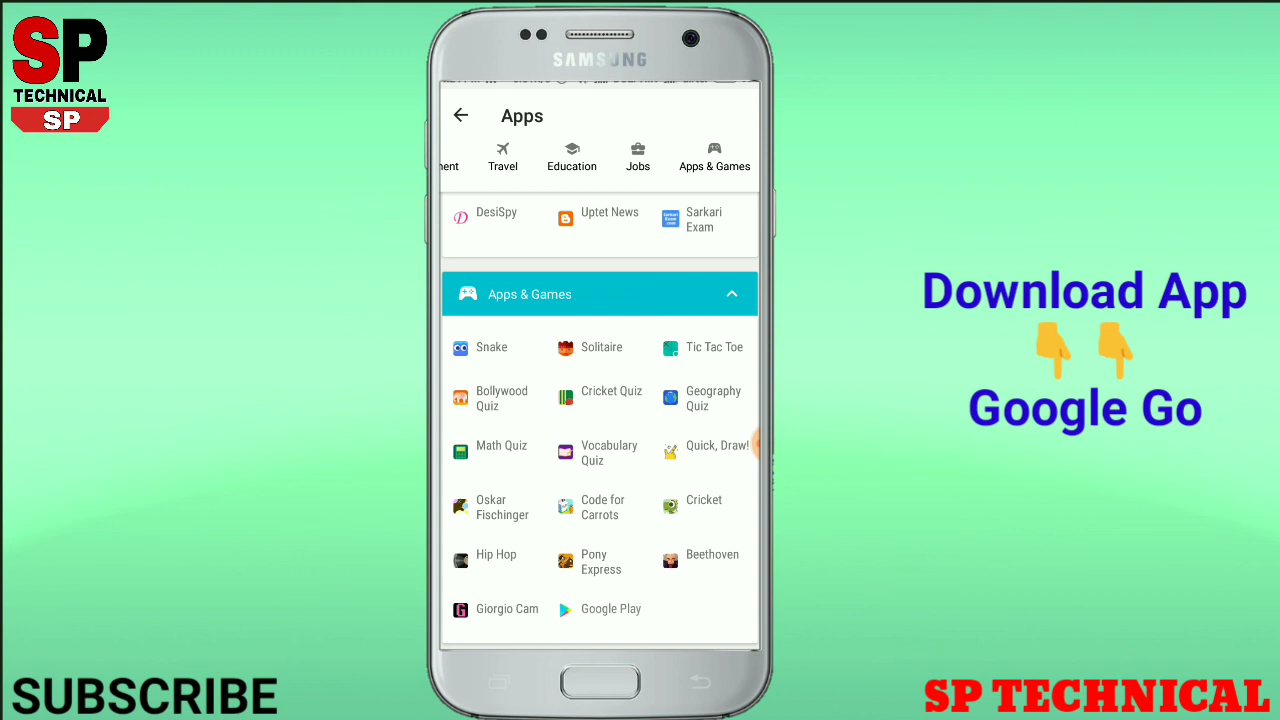 SP
TECHNICAL
SP
SAMSUNG
Apps
Travel
Education
Jobs
Apps & Games
DesiSpy
Uptet News
Sarkari
Exam
Apps & Games
Snake
Solitaire
Tic Tac Toe
Bollywood
Quiz
Cricket Quiz
Geography
Quiz
Math Quiz
Vocabulary
Quiz
Quick, Draw!
Oskar
Fischinger
Code for
Carrots
Cricket
Hip Hop
Pony
Express
Beethoven
Giorgio Cam
Google Play
Download App
👇 👇
Google Go
SUBSCRIBE
SP TECHNICAL